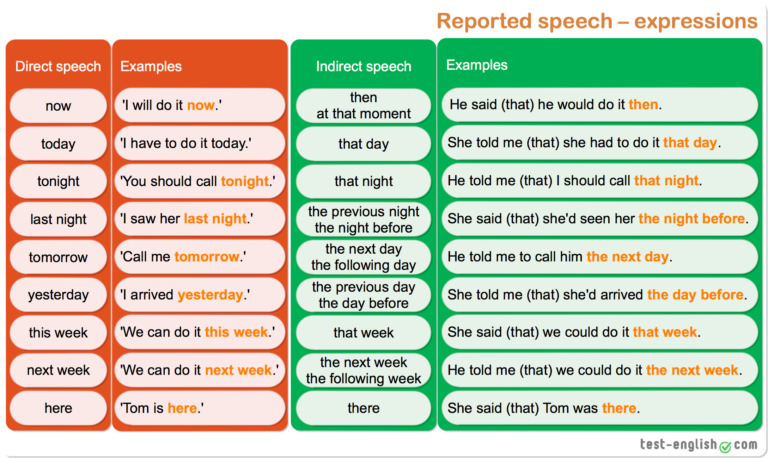 Reported speech – expressions
Direct speech Examples Indirect speech Examples
now 'I will do it now.' then
at that moment He said (that) he would do it then.
today 'I have to do it today.' that day She told me (that) she had to do it that day.
tonight 'You should call tonight.' that night He told me (that) I should call that night.
last night 'I saw her last night.' the previous night
the night before She said (that) she'd seen her the night before.
tomorrow 'Call me tomorrow.' the next day
the following day He told me to call him the next day.
yesterday 'I arrived yesterday.' the previous day
the day before She told me (that) she'd arrived the day before.
this week 'We can do it this week.' that week She said (that) we could do it that week.
next week 'We can do it next week.' the next week
the following week He told me (that) we could do it the next week.
here 'Tom is here.' there She said (that) Tom was there.
test-english com